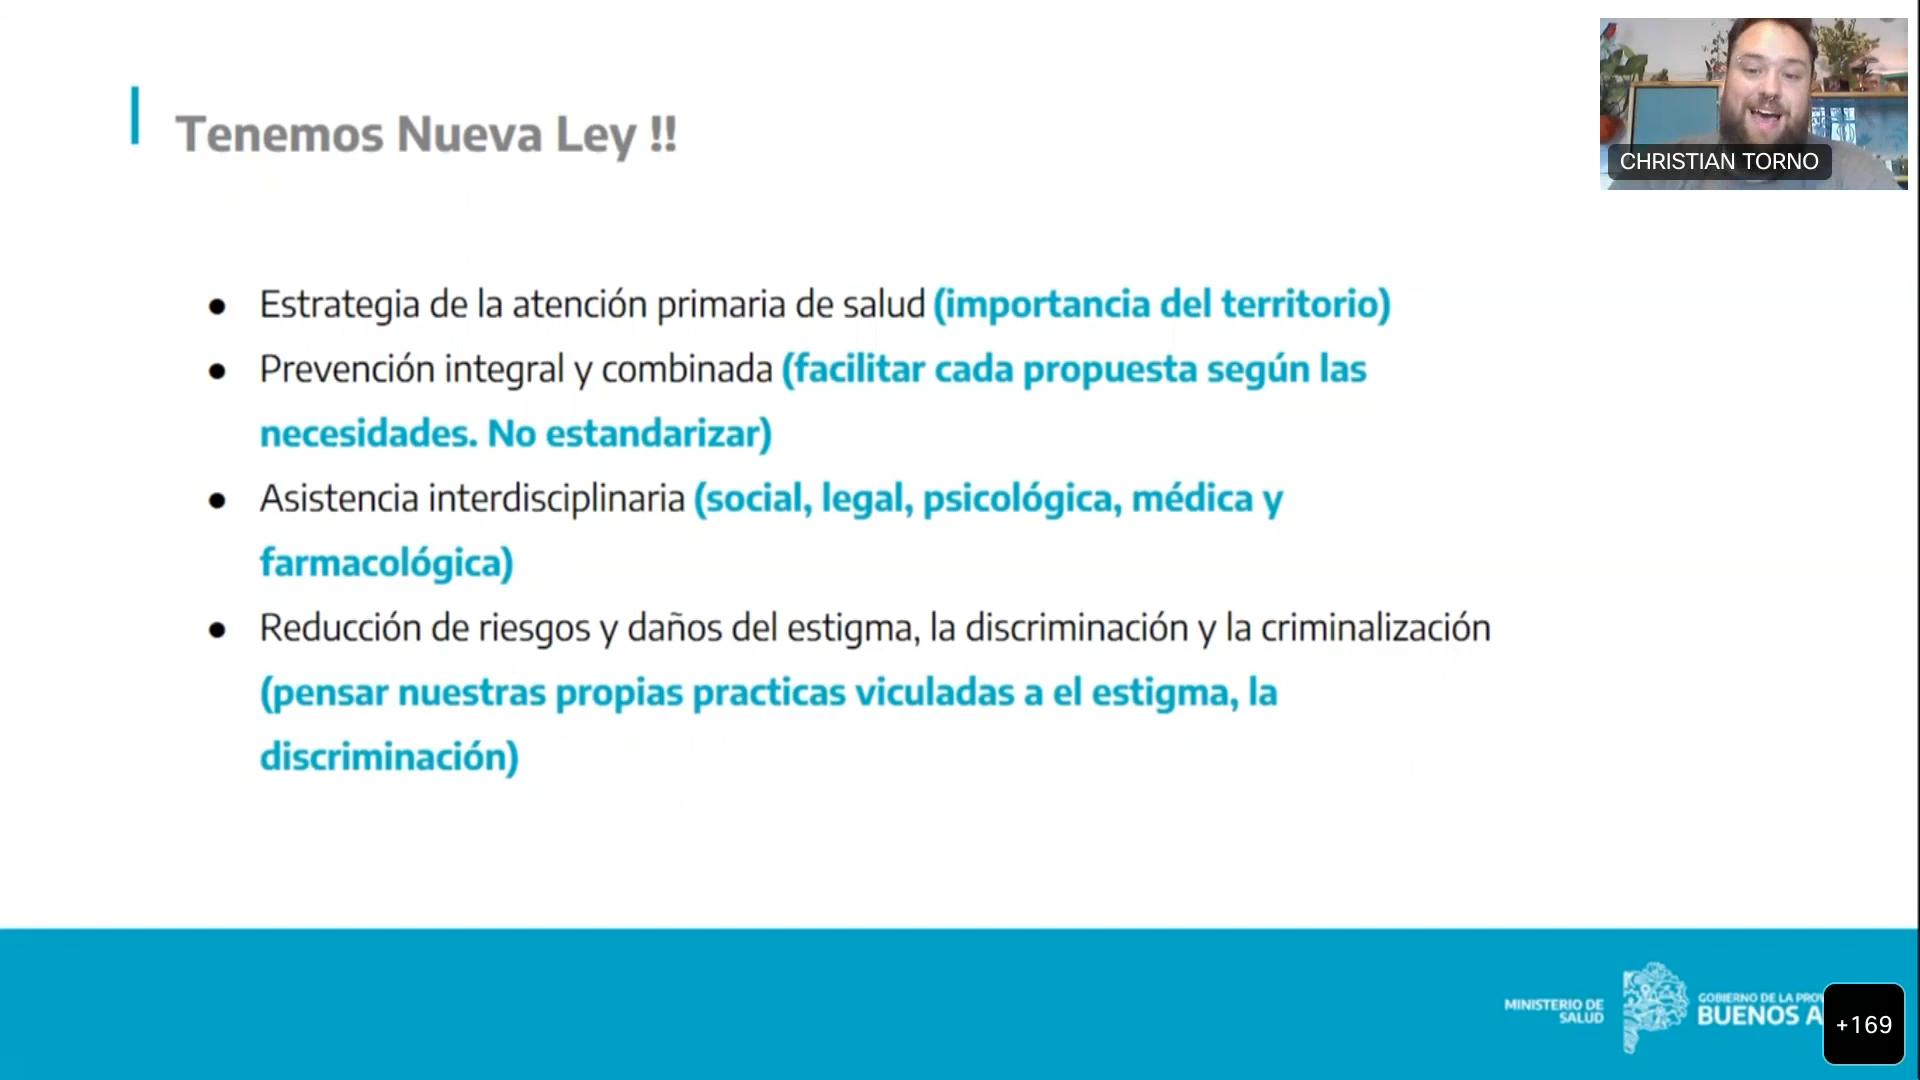 Tenemos Nueva Ley !!
CHRISTIAN TORNO
● Estrategia de la atención primaria de salud (importancia del territorio)
● Prevención integral y combinada (facilitar cada propuesta según las
necesidades. No estandarizar)
● Asistencia interdisciplinaria (social, legal, psicológica, médica y
farmacológica)
● Reducción de riesgos y daños del estigma, la discriminación y la criminalización
(pensar nuestras propias practicas viculadas a el estigma, la
discriminación)
MINISTERIO DE
SALUD
GOBIERNO DE LA PROV
BUENOS A
+169